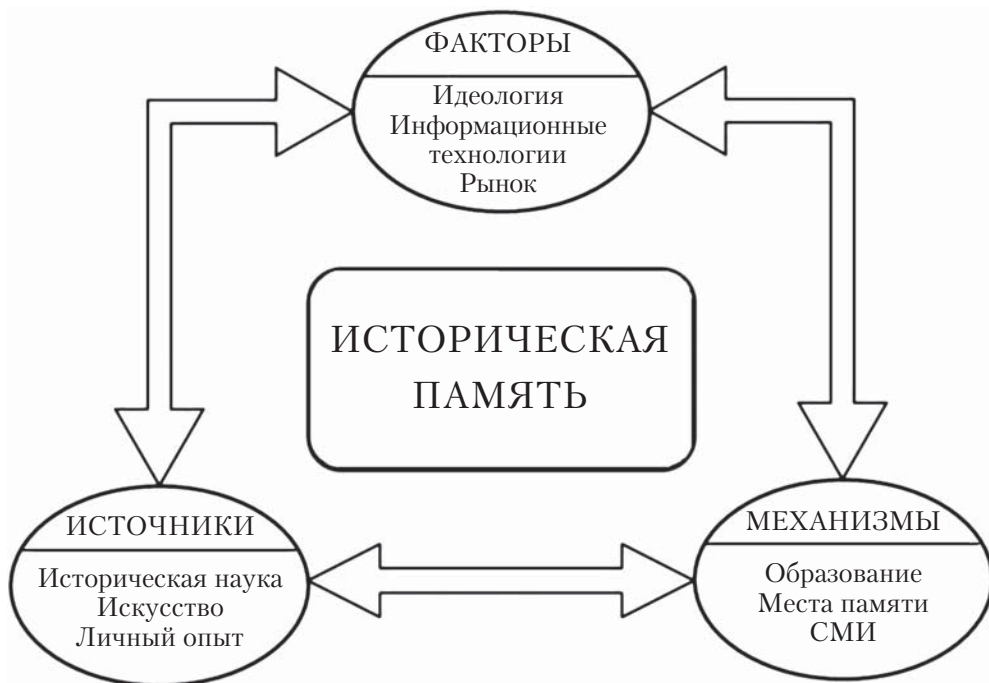 ФАКТОРЫ
Идеология
Информационные
технологии
Рынок
ИСТОРИЧЕСКАЯ
ПАМЯТЬ
ИСТОЧНИКИ
Историческая наука
Искусство
Личный опыт
МЕХАНИЗМЫ
Образование
Места памяти
СМИ